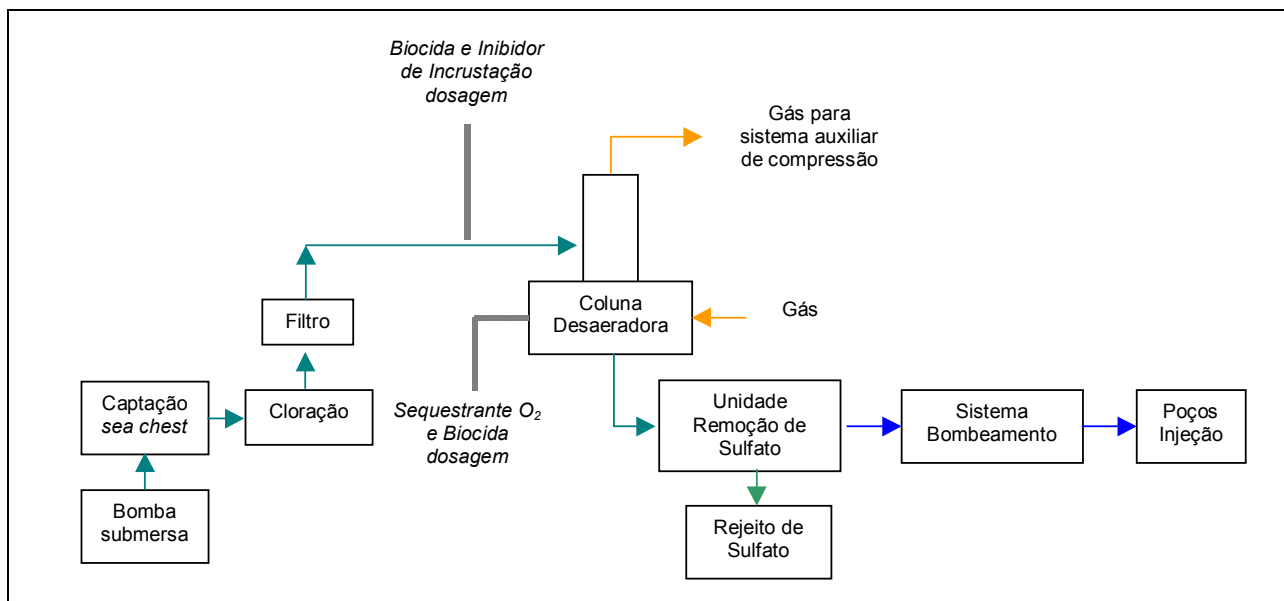 Biocida e Inibidor
de Incrustação
dosagem
Gás para
sistema auxiliar
de compressão
Filtro
Coluna
Desaeradora
Gás
Captação
sea chest
Cloração
Sequestrante O₂
e Biocida
dosagem
Unidade
Remoção de
Sulfato
Sistema
Bombeamento
Poços
Injeção
Bomba
submersa
Rejeito de
Sulfato